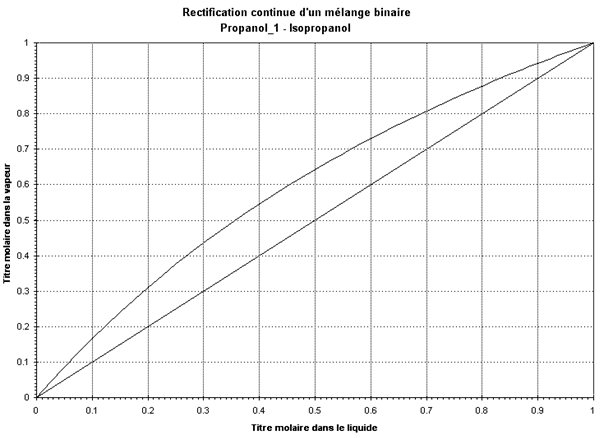 Rectification continue d'un mélange binaire
Propanol_1 - Isopropanol
1
0.9
0.8
0.7
0.6
0.5
0.4
0.3
0.2
0.1
0
Titre molaire dans la vapeur
0 0.1 0.2 0.3 0.4 0.5 0.6 0.7 0.8 0.9 1
Titre molaire dans le liquide